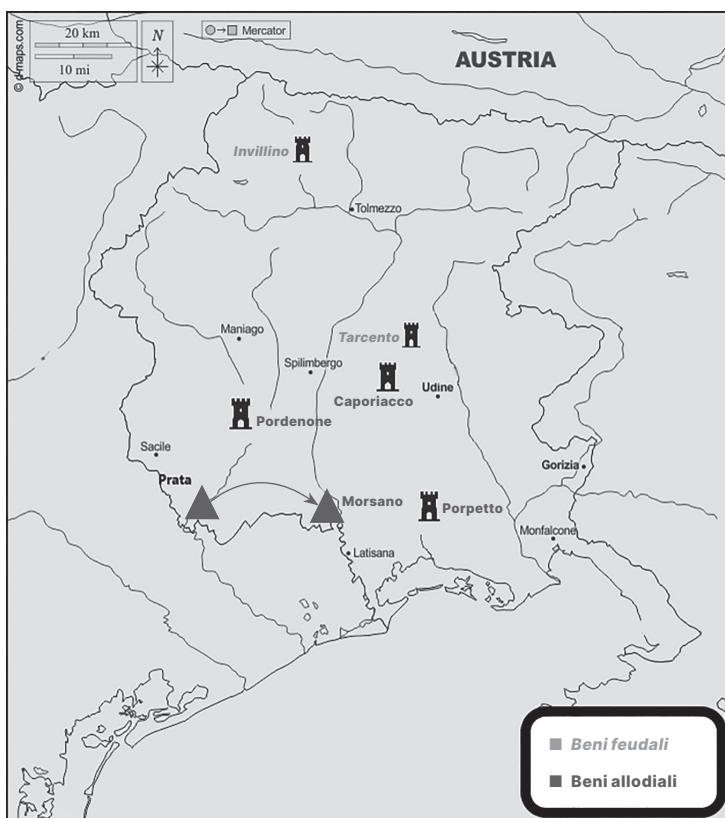 20 km
10 mi
© d-maps.com
N
Mercator
AUSTRIA
Invillino
Tolmezzo
Maniago
Tarcento
Spilimbergo
Caporiacco
Udine
Pordenone
Sacile
Prata
Gorizia
Morsano
Porpetto
Monfalcone
Latisana
Beni feudali
Beni allodiali